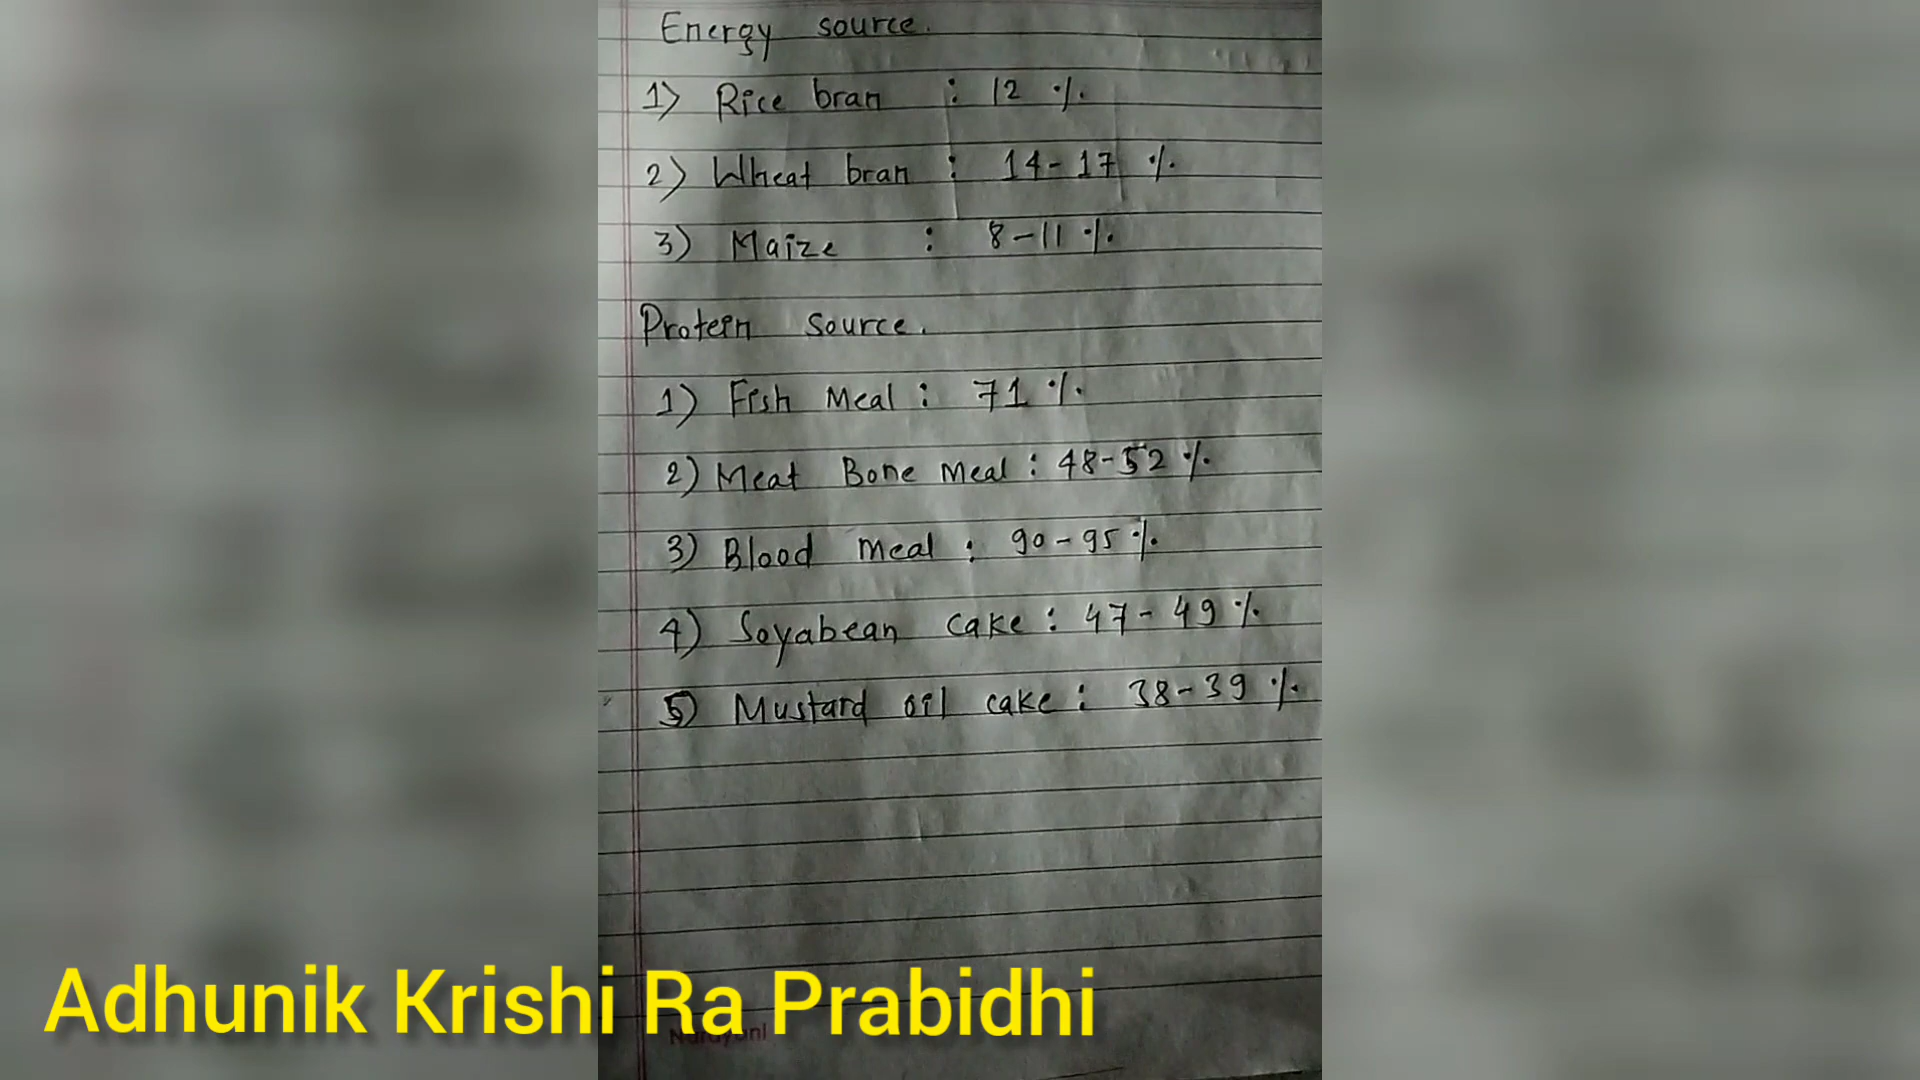 Energy source.
1) Rice bran : 12 %.
2) Wheat bran : 14-17 %.
3) Maize : 8-11 %.
Protein source.
1) Fish Meal : 71 %.
2) Meat Bone Meal : 48-52 %.
3) Blood Meal : 90-95 %.
4) Soyabean cake : 47-49 %.
5) Mustard oil cake : 38-39 %.
Adhunik Krishi Ra Prabidhi